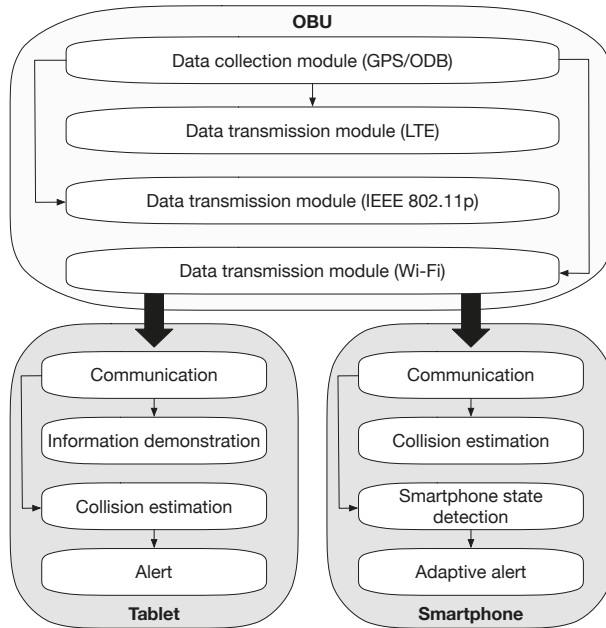 OBU
Data collection module (GPS/ODB)
Data transmission module (LTE)
Data transmission module (IEEE 802.11p)
Data transmission module (Wi-Fi)
Communication
Information demonstration
Collision estimation
Alert
Tablet
Communication
Collision estimation
Smartphone state
detection
Adaptive alert
Smartphone